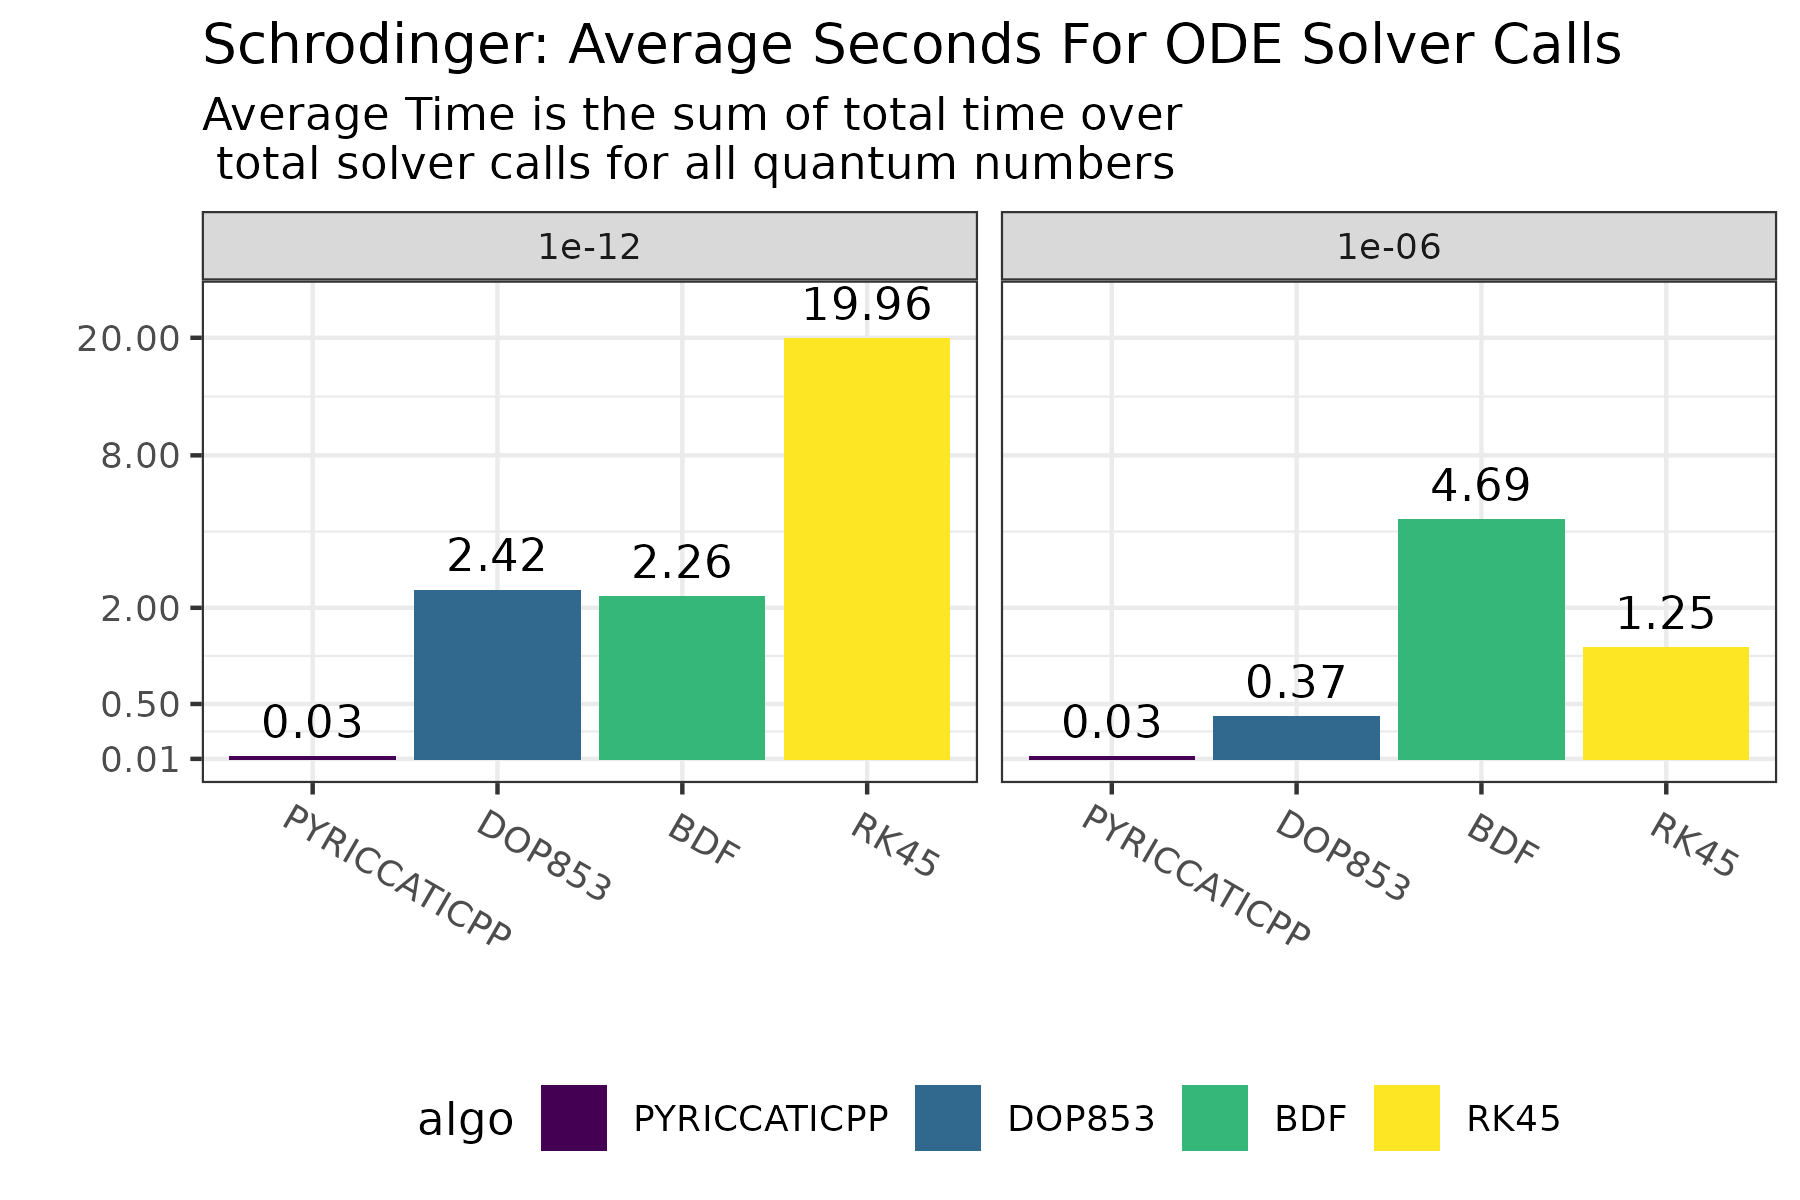 Schrodinger: Average Seconds For ODE Solver Calls
Average Time is the sum of total time over
total solver calls for all quantum numbers
1e-12
1e-06
20.00
8.00
2.00
0.50
0.01
0.03
2.42
2.26
19.96
0.03
0.37
4.69
1.25
PYRICCATICPP
DOP853
BDF
RK45
PYRICCATICPP
DOP853
BDF
RK45
algo PYRICCATICPP DOP853 BDF RK45